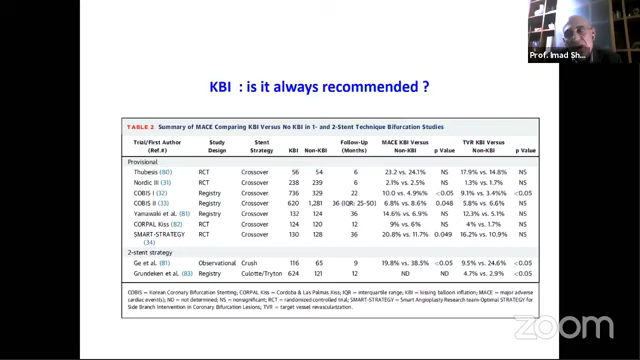 Prof. Imad Sh...
KBI : is it always recommended ?
TABLE 2 Summary of MACE Comparing KBI Versus No KBI in 1- and 2-Stent Technique Bifurcation Studies
Trial/First Author (Ref.#) Study Design Stent Strategy KBI Non-KBI Follow-Up (Months) MACE KBI Versus Non-KBI p Value TVR KBI Versus Non-KBI p Value
Provisional
Thubesis (80) RCT Crossover 56 54 6 23.2 vs. 24.1% NS 17.9% vs. 14.8% NS
Nordic III (31) RCT Crossover 238 239 6 2.1% vs. 2.5% NS 1.3% vs. 1.7% NS
COBIS I (32) Registry Crossover 736 329 22 10.0 vs. 4.9% <0.05 9.1% vs. 3.4% <0.05
COBIS II (33) Registry Crossover 620 1,281 36 (IQR: 25-50) 6.8% vs. 8.6% 0.048 5.8% vs. 6.6% NS
Yamawaki et al. (81) Registry Crossover 132 124 36 14.6% vs. 6.9% NS 12.3% vs. 5.1% NS
CORPAL Kiss (82) RCT Crossover 124 120 12 9% vs. 6% NS 4% vs. 1.7% NS
SMART-STRATEGY (34) RCT Crossover 130 128 36 20.8% vs. 11.7% 0.049 16.2% vs. 10.9% NS
2-stent strategy
Ge et al. (81) Observational Crush 116 65 9 19.8% vs. 38.5% <0.05 9.5% vs. 24.6% <0.05
Grundeken et al. (83) Registry Culotte/Tryton 624 121 12 ND ND 4.7% vs. 2.9% <0.05
COBIS = Korean Coronary Bifurcation Stenting; CORPAL Kiss = Cordoba & Las Palmas Kiss; IQR = interquartile range; KBI = kissing balloon inflation; MACE = major adverse
cardiac event(s); ND = not determined; NS = nonsignificant; RCT = randomized controlled trial; SMART-STRATEGY = Smart Angioplasty Research team-Optimal STRATEGY for
Side Branch Intervention in Coronary Bifurcation Lesions; TVR = target vessel revascularization.
zoom